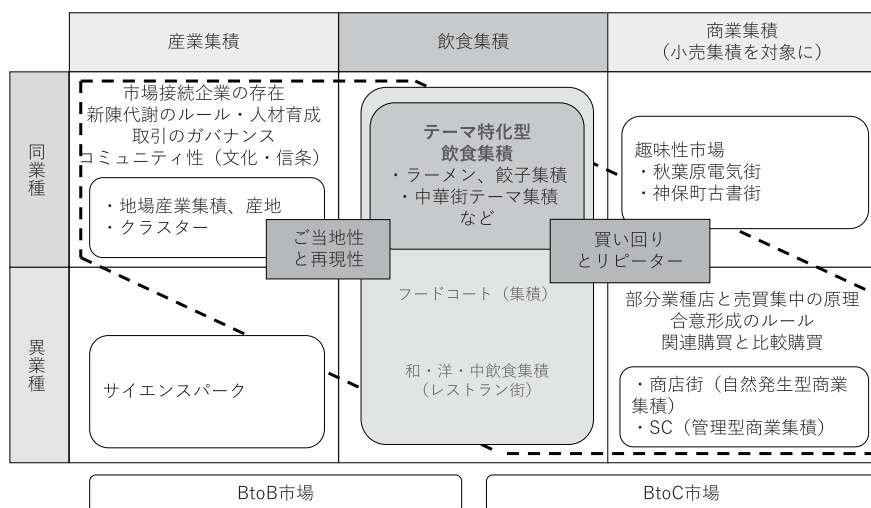 産業集積
飲食集積
商業集積
（小売集積を対象に）
同業種
市場接続企業の存在
新陳代謝のルール・人材育成
取引のガバナンス
コミュニティ性（文化・信条）
・地場産業集積、産地
・クラスター
テーマ特化型
飲食集積
・ラーメン、餃子集積
・中華街テーマ集積
など
趣味性市場
・秋葉原電気街
・神保町古書街
ご当地性
と再現性
買い回り
とリピーター
異業種
サイエンスパーク
フードコート（集積）
和・洋・中飲食集積
（レストラン街）
部分業種店と売買集中の原理
合意形成のルール
関連購買と比較購買
・商店街（自然発生型商業
集積）
・SC（管理型商業集積）
BtoB市場
BtoC市場